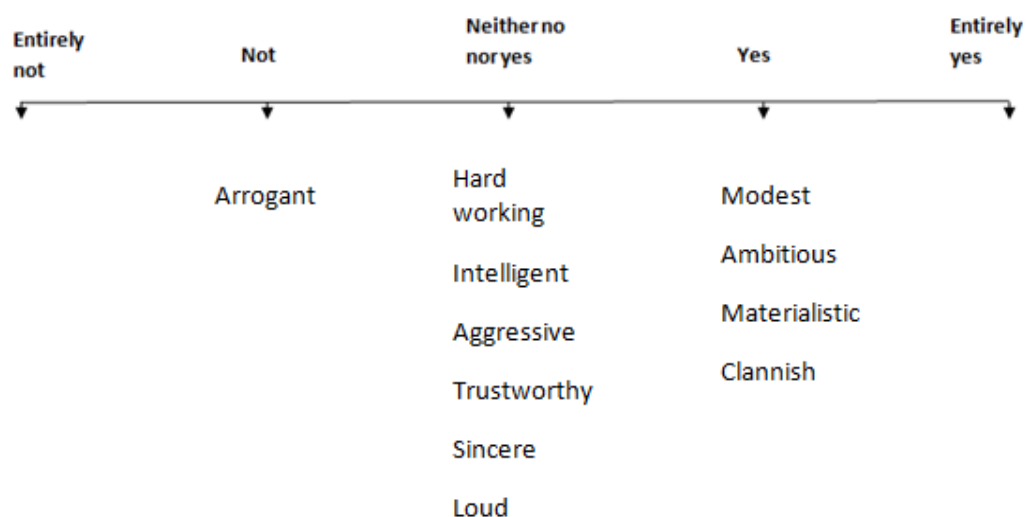 Entirely not
Not
Neither no nor yes
Yes
Entirely yes
Arrogant
Hard working
Intelligent
Aggressive
Trustworthy
Sincere
Loud
Modest
Ambitious
Materialistic
Clannish